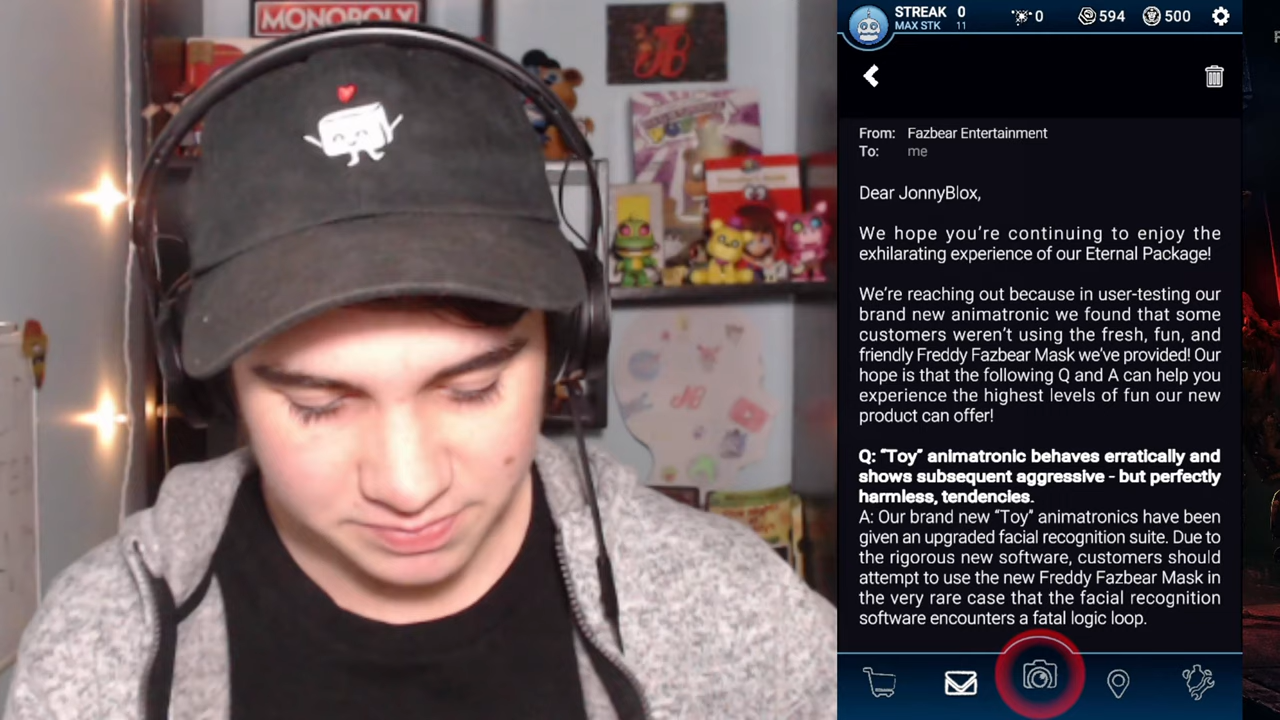 MONOPOLY
JB
JB
STREAK 0
MAX STK 11
0
594
500
From: Fazbear Entertainment
To: me
Dear JonnyBlox,
We hope you’re continuing to enjoy the
exhilarating experience of our Eternal Package!
We’re reaching out because in user-testing our
brand new animatronic we found that some
customers weren’t using the fresh, fun, and
friendly Freddy Fazbear Mask we’ve provided! Our
hope is that the following Q and A can help you
experience the highest levels of fun our new
product can offer!
Q: “Toy” animatronic behaves erratically and
shows subsequent aggressive - but perfectly
harmless, tendencies.
A: Our brand new “Toy” animatronics have been
given an upgraded facial recognition suite. Due to
the rigorous new software, customers should
attempt to use the new Freddy Fazbear Mask in
the very rare case that the facial recognition
software encounters a fatal logic loop.